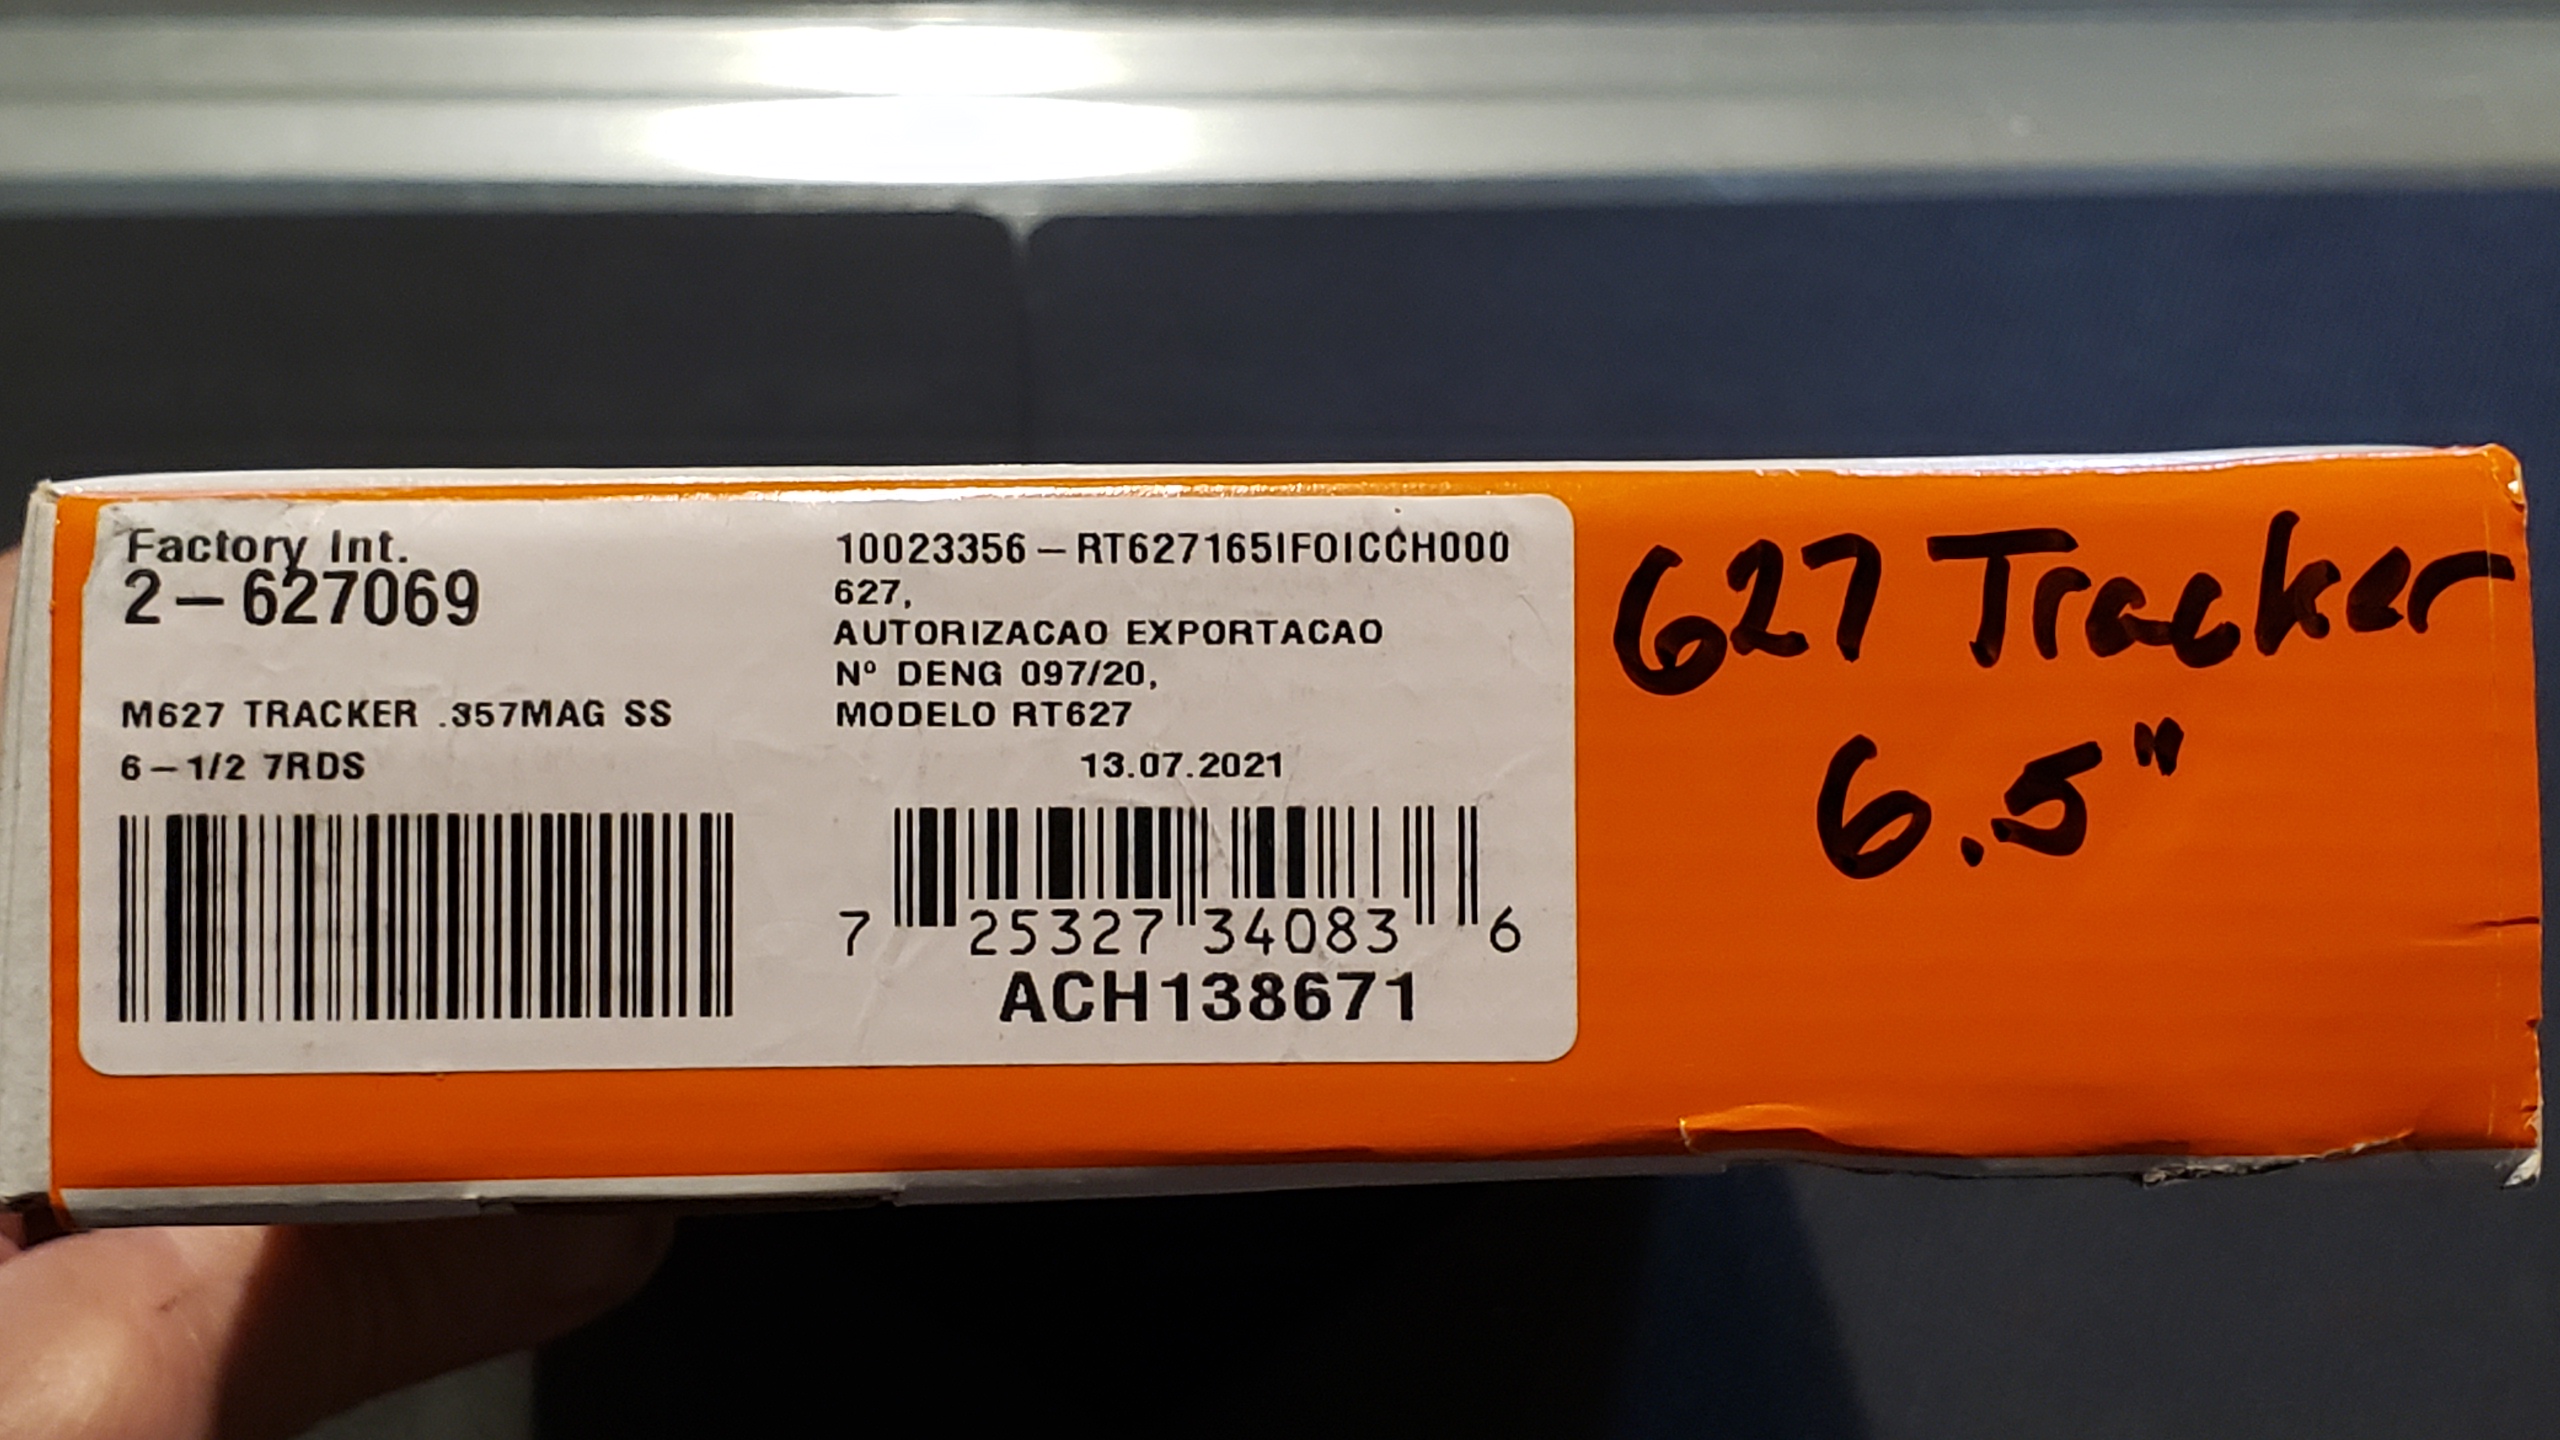 Factory Int.
2-627069
M627 TRACKER .357MAG SS
6-1/2 7RDS
10023356-RT627165IFOICCH000
627,
AUTORIZACAO EXPORTACAO
Nº DENG 097/20,
MODELO RT627
13.07.2021
7 25327 34083 6
ACH138671
627 Tracker
6.5"